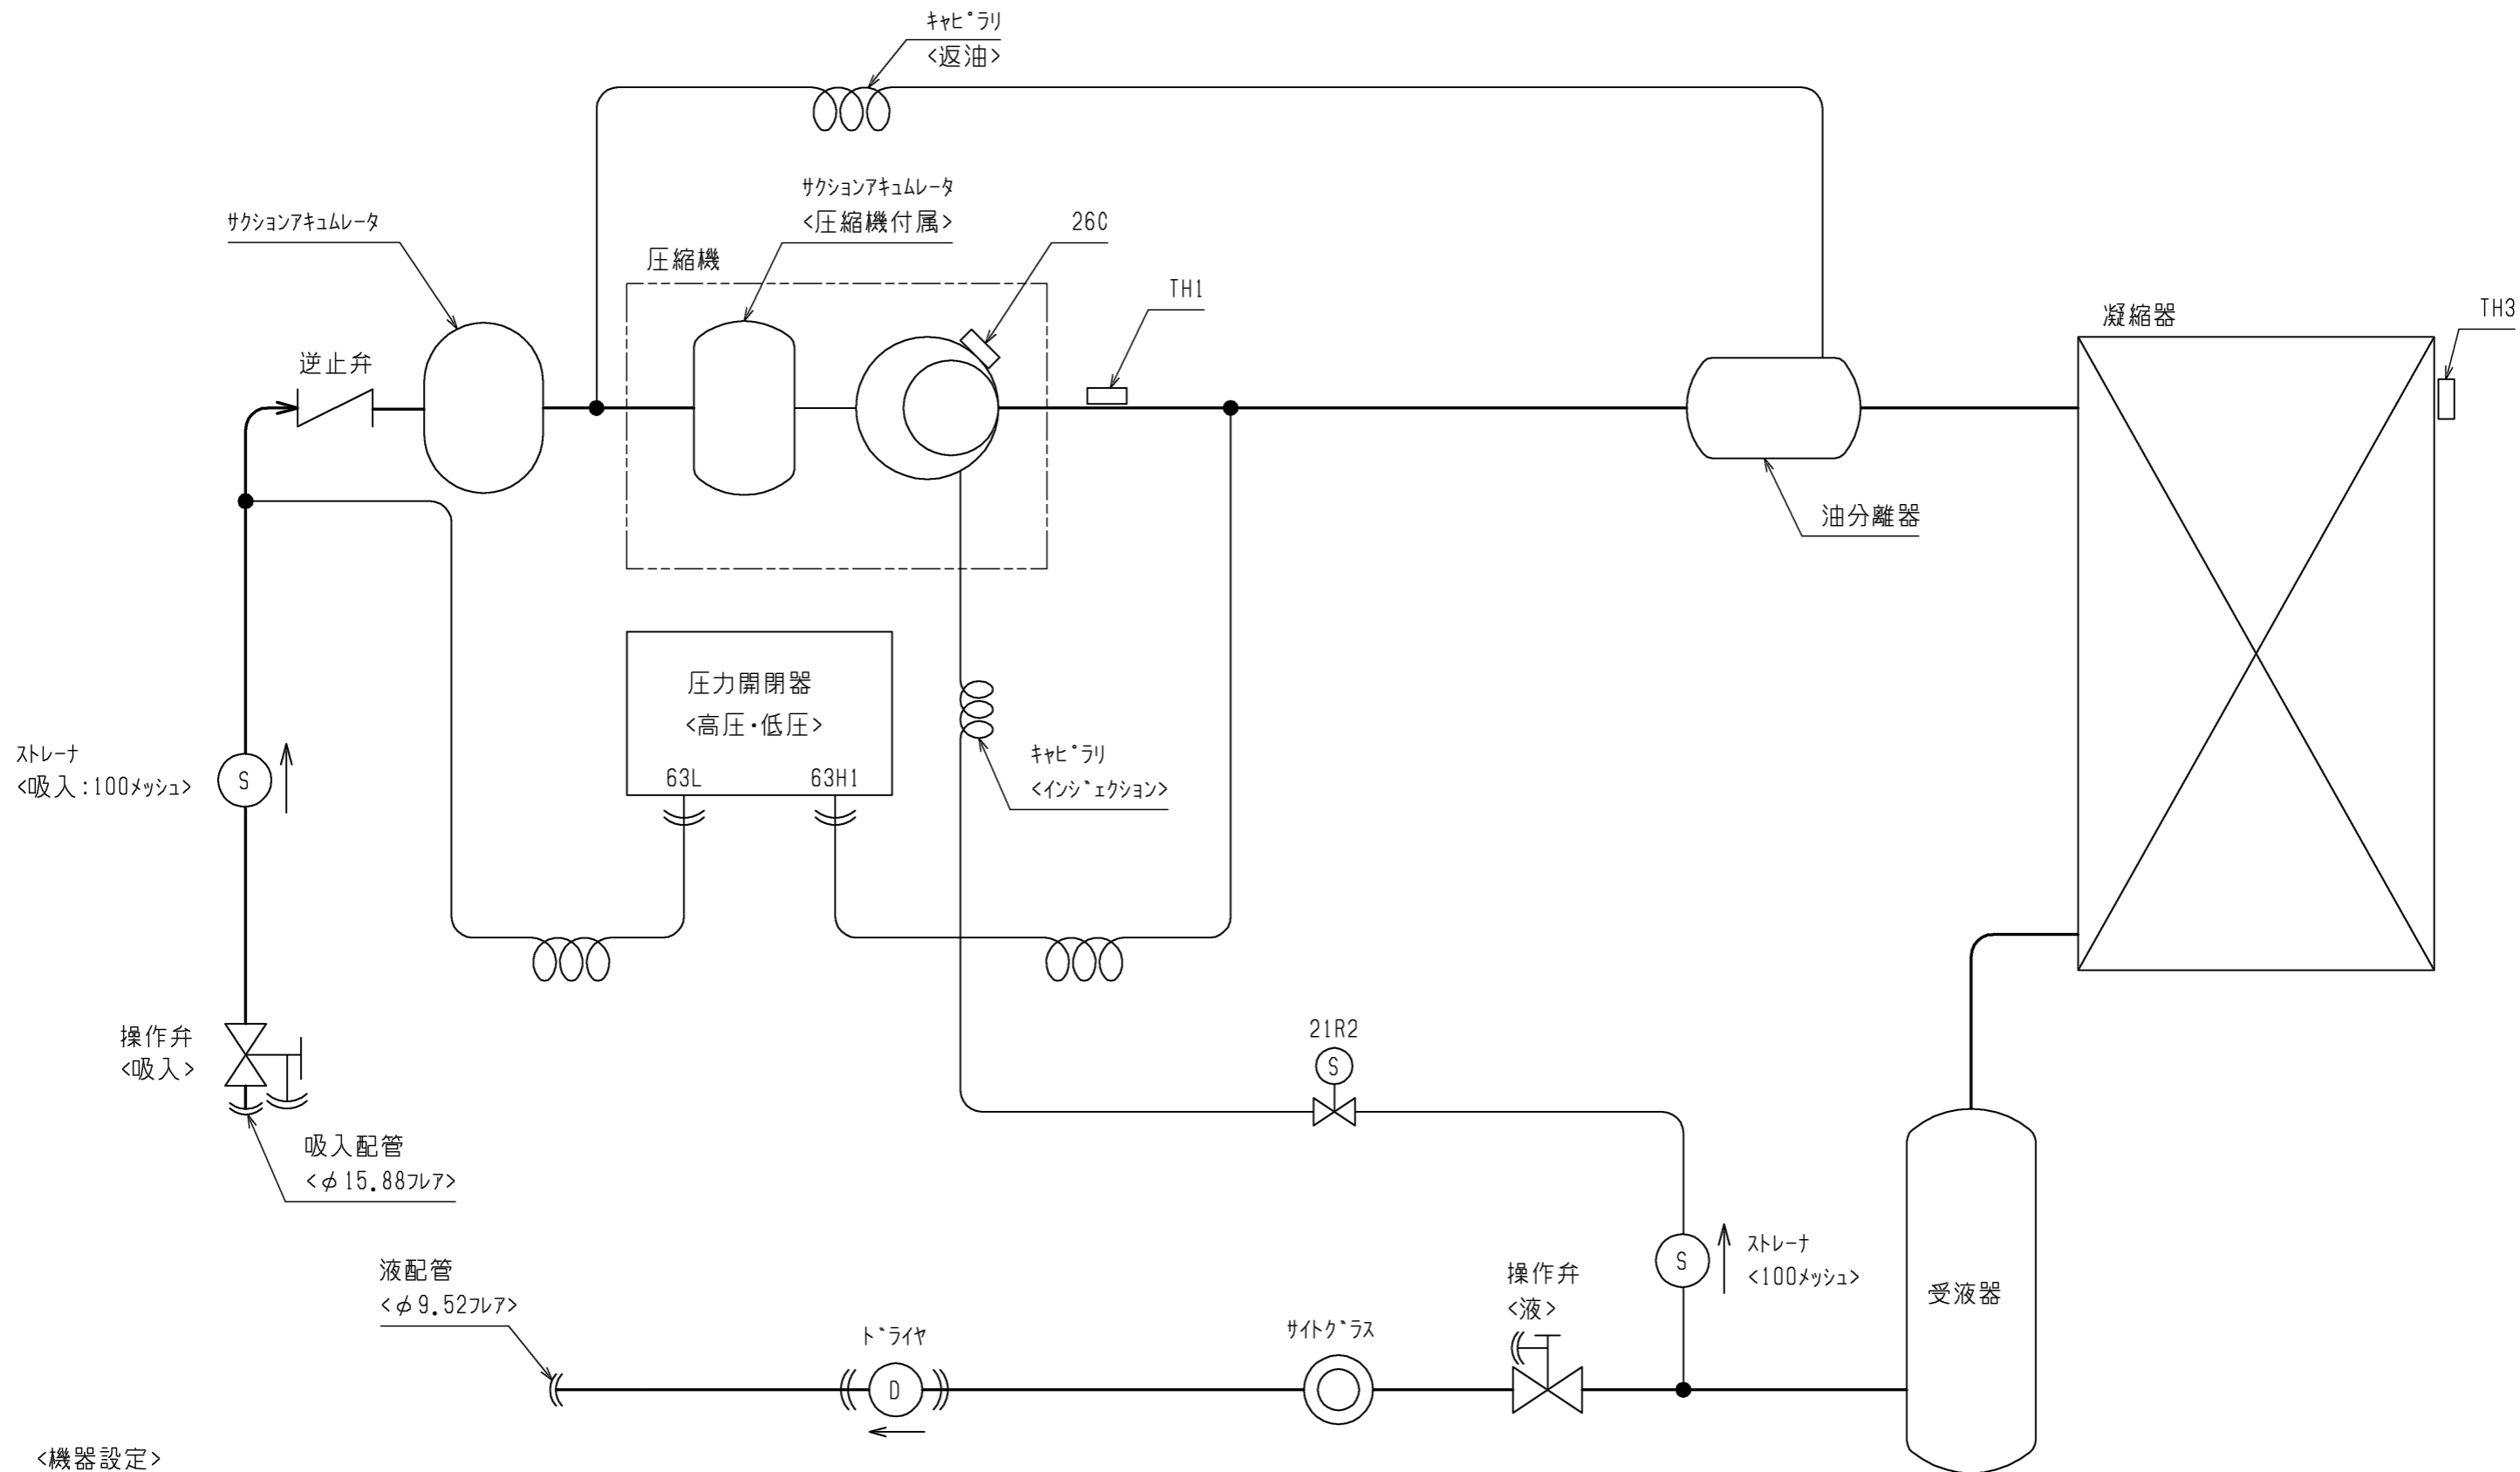 キャピラリ
<返油>
サクションアキュムレータ
<圧縮機付属>
サクションアキュムレータ
26C
圧縮機
TH1
凝縮器
TH3
逆止弁
油分離器
圧力開閉器
<高圧・低圧>
63L
63H1
ストレーナ
<吸入:100メッシュ>
S
キャピラリ
<インジェクション>
操作弁
<吸入>
21R2
S
吸入配管
<φ15.88フレア>
液配管
<φ9.52フレア>
ドライヤ
D
サイトグラス
操作弁
<液>
S
ストレーナ
<100メッシュ>
受液器
<機器設定>